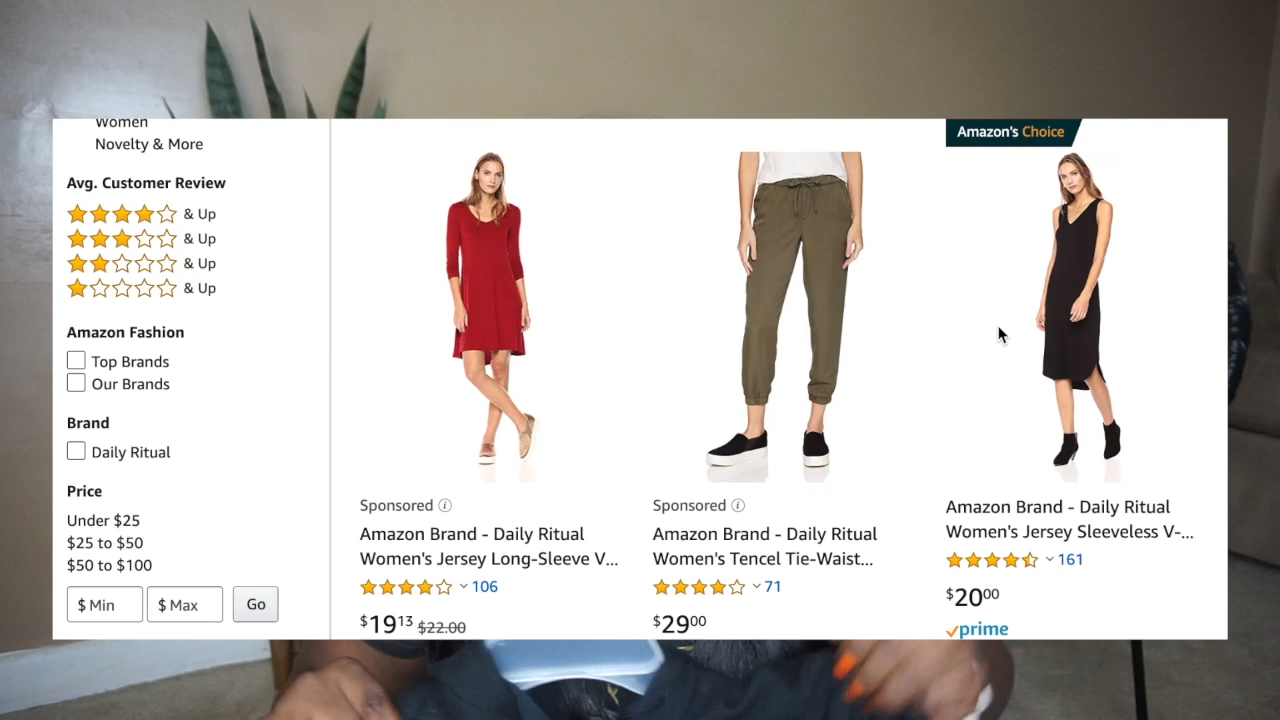 Women
Novelty & More
Avg. Customer Review
& Up
& Up
& Up
& Up
Amazon Fashion
Top Brands
Our Brands
Brand
Daily Ritual
Price
Under $25
$25 to $50
$50 to $100
$ Min
$ Max
Go
Sponsored
Amazon Brand - Daily Ritual
Women's Jersey Long-Sleeve V...
106
$19 13 $22.00
Sponsored
Amazon Brand - Daily Ritual
Women's Tencel Tie-Waist...
71
$29 00
Amazon's Choice
Amazon Brand - Daily Ritual
Women's Jersey Sleeveless V-...
161
$20 00
prime